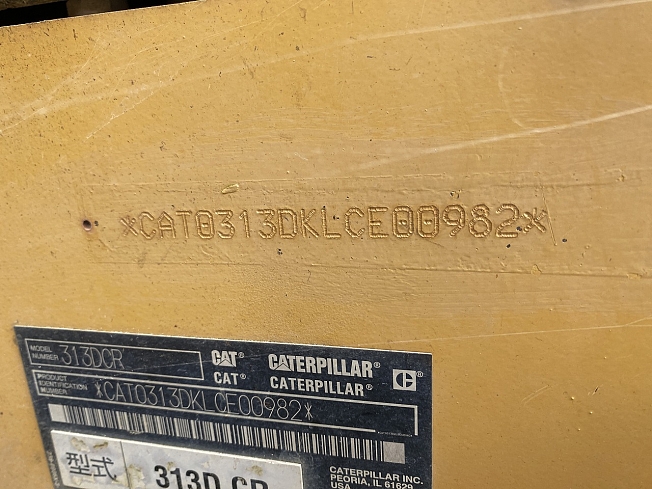 *CAT0313DKLCE00982*
MODEL NUMBER 313DCR
CAT® CATERPILLAR®
CAT® CATERPILLAR®
PRODUCT IDENTIFICATION NUMBER *CAT0313DKLCE00982*
型式 313D CR
CATERPILLAR INC.
PEORIA, IL 61629
USA